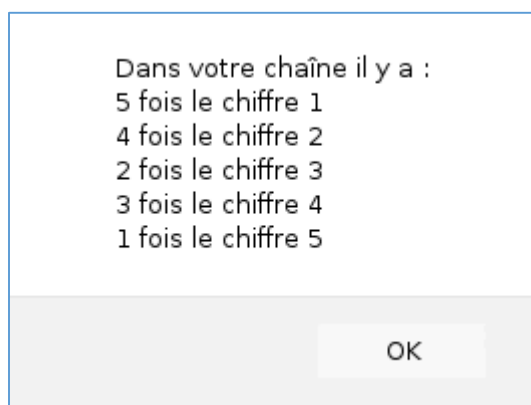 Dans votre chaîne il y a :
5 fois le chiffre 1
4 fois le chiffre 2
2 fois le chiffre 3
3 fois le chiffre 4
1 fois le chiffre 5
OK